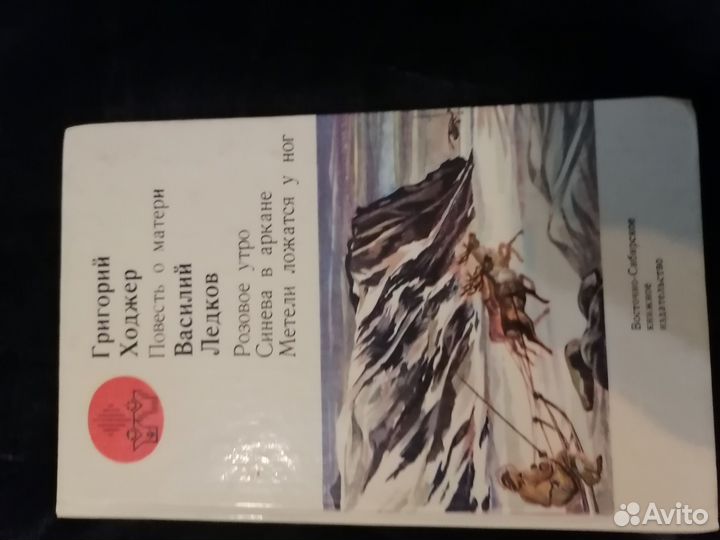 Григорий
Ходжер
Повесть о матери
Василий
Ледков
Розовое утро
Синева в аркане
Метели ложатся у ног
Восточно-Сибирское
книжное
издательство
Avito